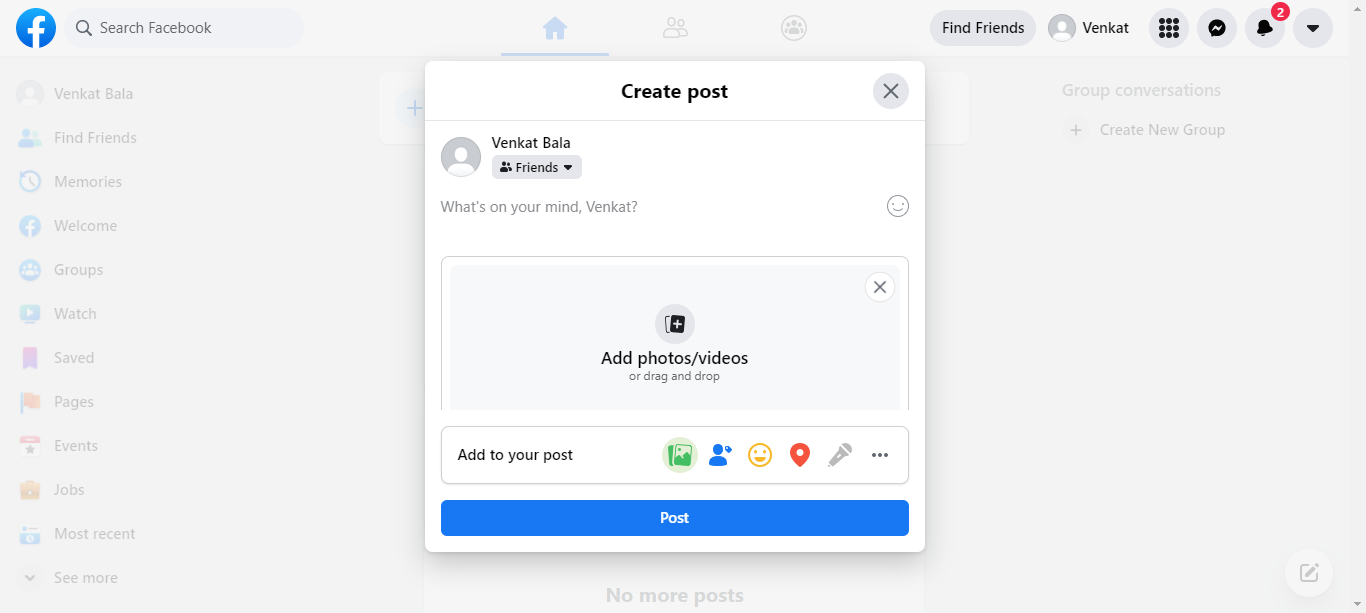 Search Facebook
Find Friends
Venkat
2
Venkat Bala
Find Friends
Memories
Welcome
Groups
Watch
Saved
Pages
Events
Jobs
Most recent
See more
Create post
Venkat Bala
Friends
What's on your mind, Venkat?
Add photos/videos
or drag and drop
Add to your post
Post
No more posts
Group conversations
Create New Group